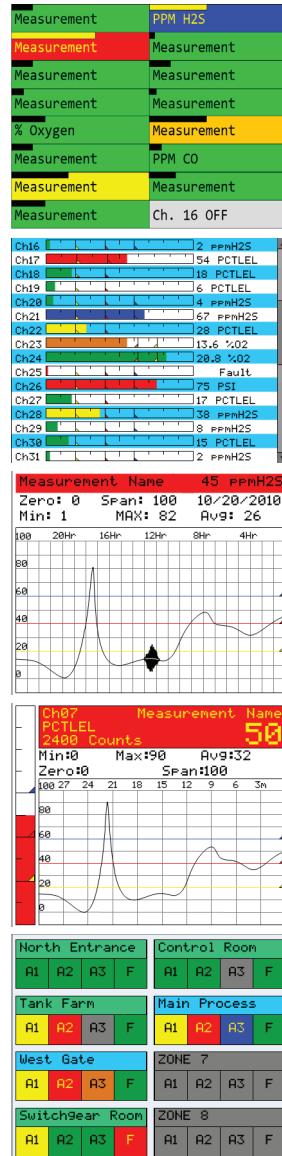 Measurement PPM H2S
Measurement Measurement
Measurement Measurement
Measurement Measurement
% Oxygen Measurement
Measurement PPM CO
Measurement Measurement
Measurement Ch. 16 OFF
Ch16 2 PPMH2S
Ch17 54 PCTLEL
Ch18 18 PCTLEL
Ch19 6 PCTLEL
Ch20 4 PPMH2S
Ch21 67 PPMH2S
Ch22 28 PCTLEL
Ch23 13.6 %O2
Ch24 20.8 %O2
Ch25 Fault
Ch26 75 PSI
Ch27 17 PCTLEL
Ch28 38 PPMH2S
Ch29 8 PPMH2S
Ch30 15 PCTLEL
Ch31 2 PPMH2S
Measurement Name 45 PPMH2S
Zero: 0 Span: 100 10/20/2010
Min: 1 MAX: 82 Avg: 26
100 20Hr 16Hr 12Hr 8Hr 4Hr
80
60
40
20
0
Ch07 Measurement Name
PCTLEL 50
2400 Counts
Min:0 Max:90 Avg:32
Zero:0 Span:100
100 27 24 21 18 15 12 9 6 3m
80
60
40
20
0
North Entrance Control Room
A1 A2 A3 F A1 A2 A3 F
Tank Farm Main Process
A1 A2 A3 F A1 A2 A3 F
West Gate ZONE 7
A1 A2 A3 F A1 A2 A3 F
Switchgear Room ZONE 8
A1 A2 A3 F A1 A2 A3 F